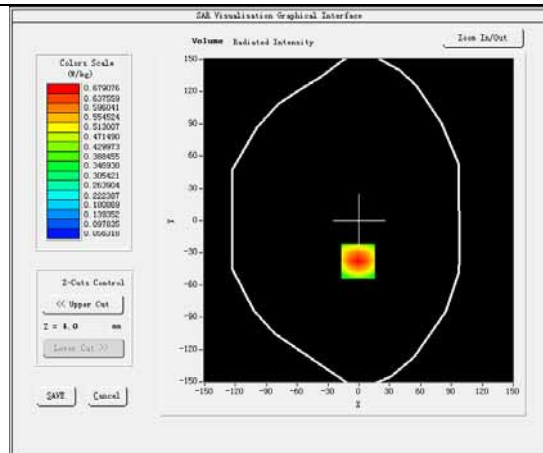 SAR Visualisation Graphical Interface
Volume Radiated Intensity
Zoom In/Out
Colors Scale
(W/kg)
0.679076
0.637559
0.596041
0.554524
0.513007
0.471490
0.429973
0.388455
0.346938
0.305421
0.263904
0.222387
0.180869
0.139352
0.097835
0.056318
Z-Cuts Control
<< Upper Cut
Z = 4.0 mm
Lower Cut >>
SAVE Cancel
150
120
90
60
30
0
-30
-60
-90
-120
-150
Y
-150 -120 -90 -60 -30 0 30 60 90 120 150
X